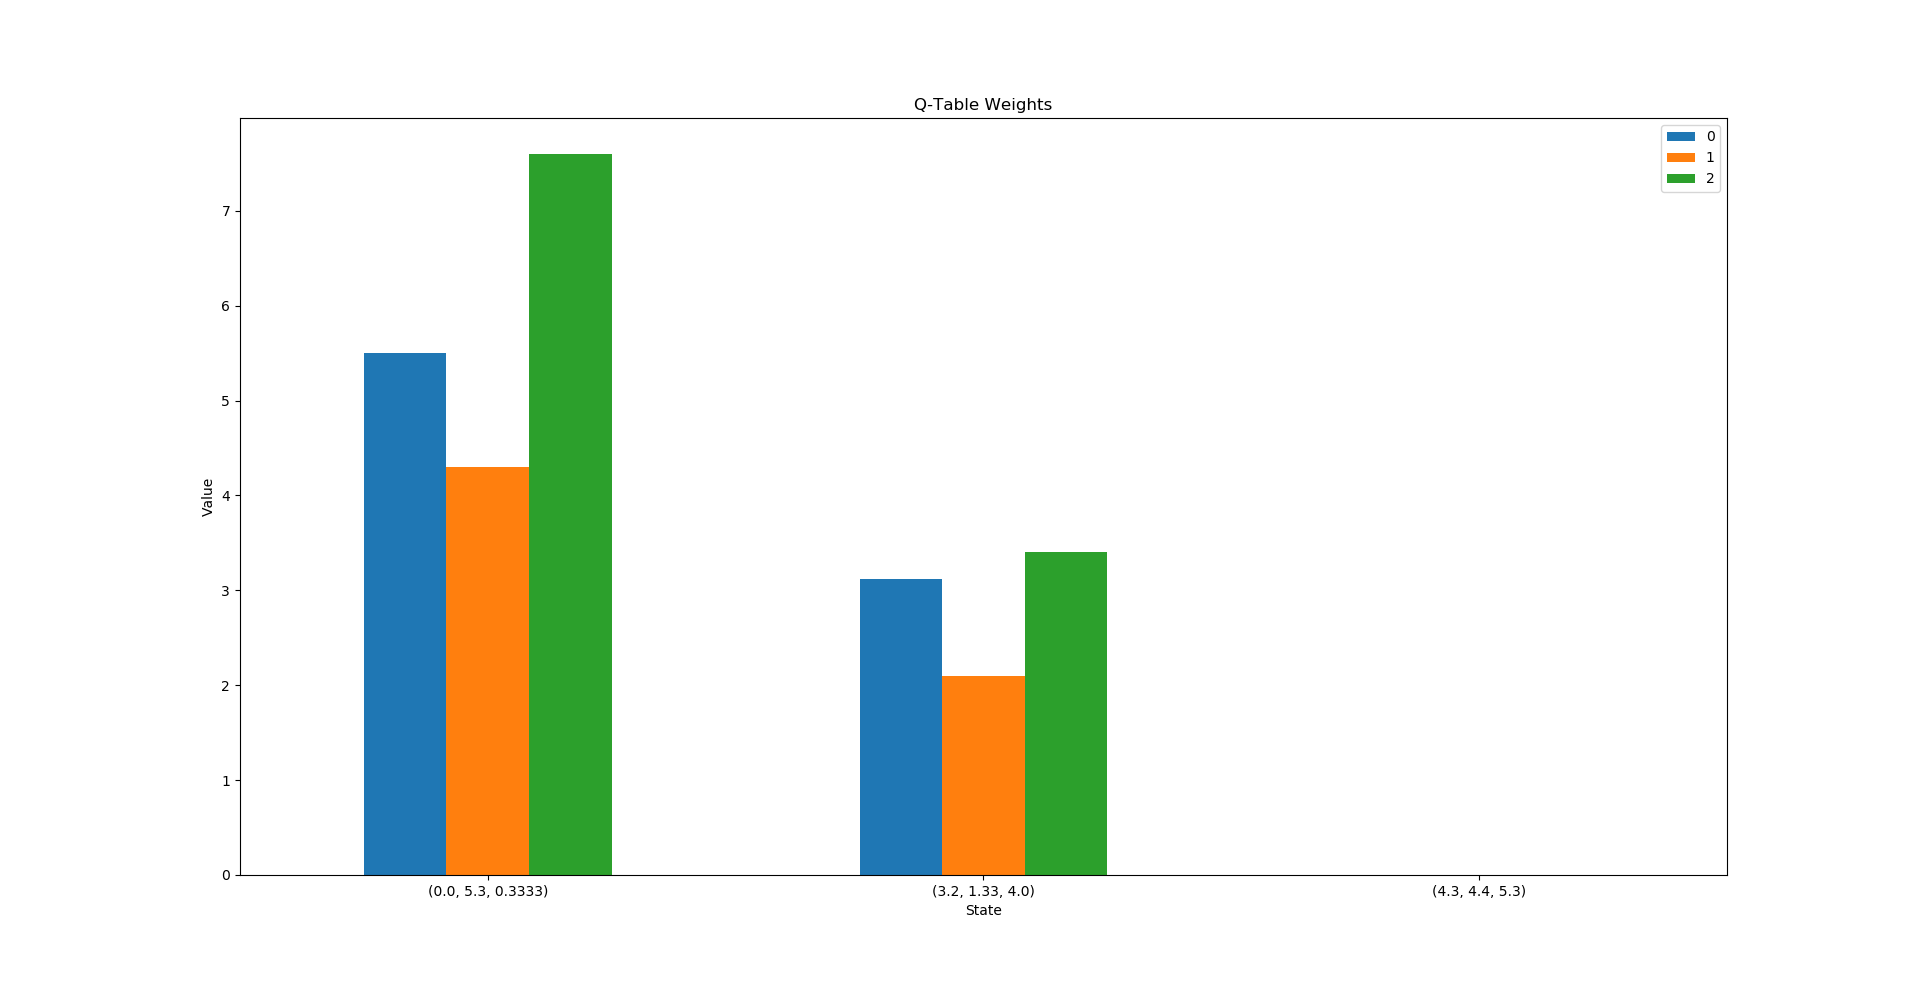 Q-Table Weights
0
1
2
7
6
5
4
3
2
1
0
Value
(0.0, 5.3, 0.3333)
(3.2, 1.33, 4.0)
(4.3, 4.4, 5.3)
State